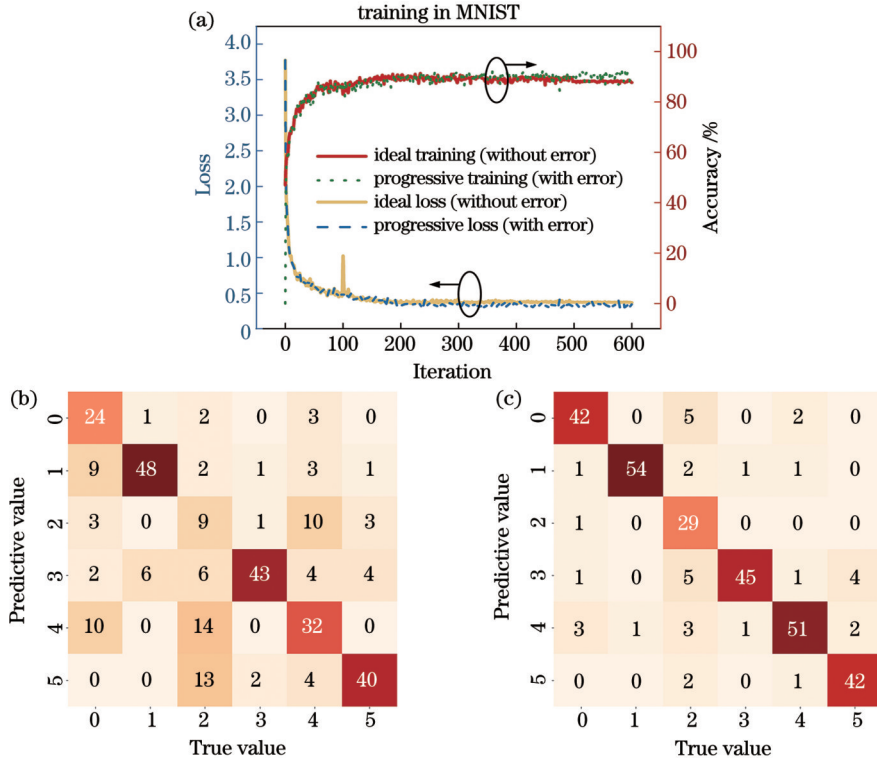 training in MNIST
(a)
4.0
3.5
3.0
2.5
2.0
1.5
1.0
0.5
0
Loss
100
80
60
40
20
0
Accuracy /%
ideal training (without error)
progressive training (with error)
ideal loss (without error)
progressive loss (with error)
0 100 200 300 400 500 600
Iteration
(b)
Predictive value
0 24 1 2 0 3 0
1 9 48 2 1 3 1
2 3 0 9 1 10 3
3 2 6 6 43 4 4
4 10 0 14 0 32 0
5 0 0 13 2 4 40
0 1 2 3 4 5
True value
(c)
Predictive value
0 42 0 5 0 2 0
1 1 54 2 1 1 0
2 1 0 29 0 0 0
3 1 0 5 45 1 4
4 3 1 3 1 51 2
5 0 0 2 0 1 42
0 1 2 3 4 5
True value